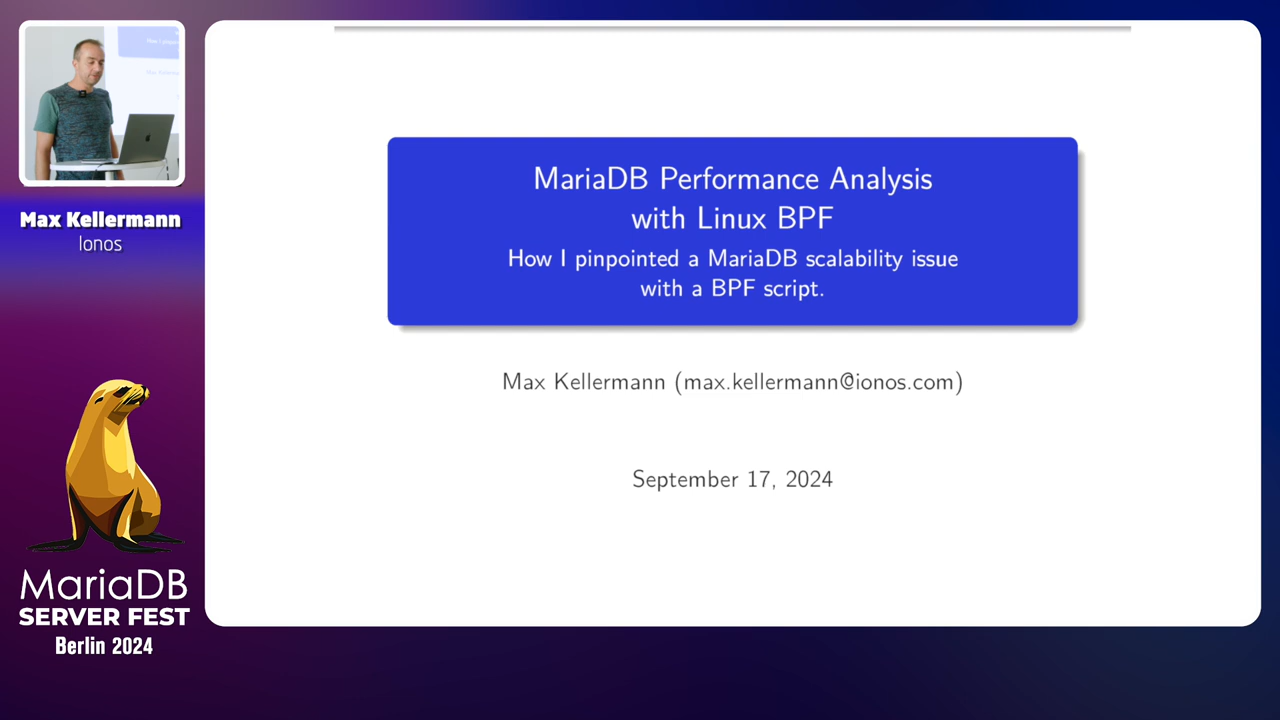 Max Kellermann
Ionos
MariaDB
SERVER FEST
Berlin 2024
MariaDB Performance Analysis
with Linux BPF
How I pinpointed a MariaDB scalability issue
with a BPF script.
Max Kellermann (max.kellermann@ionos.com)
September 17, 2024